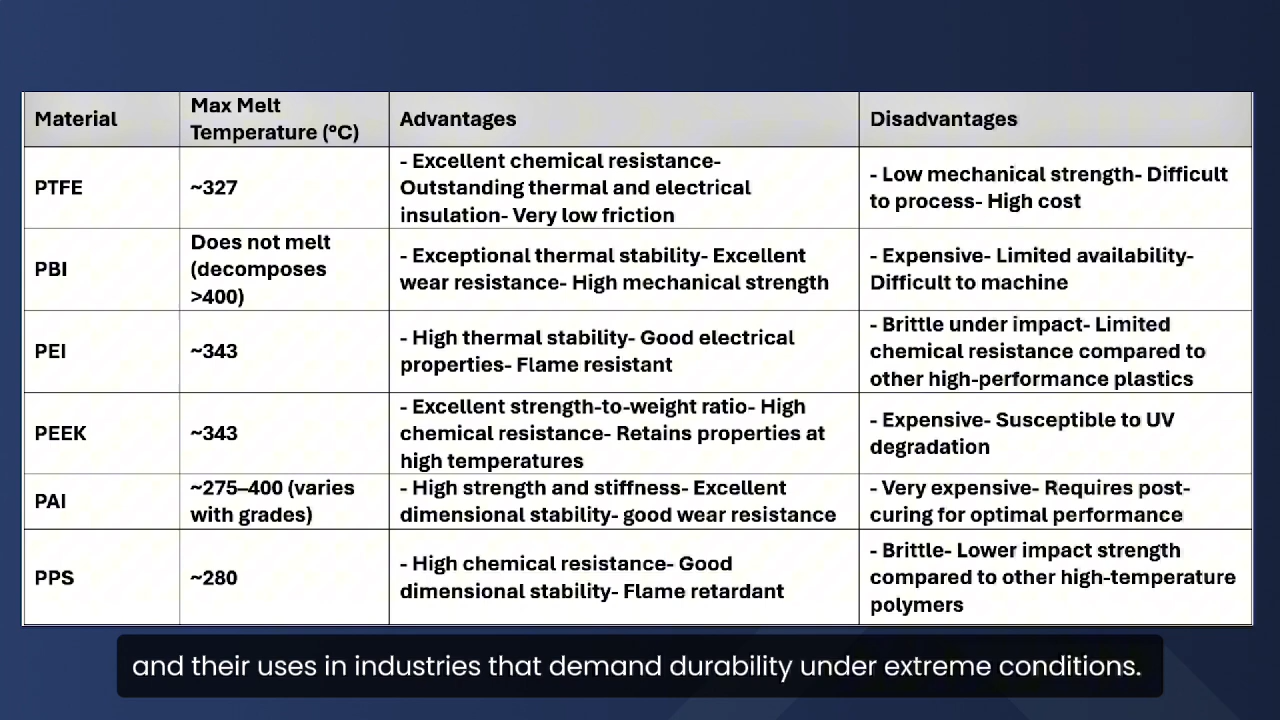 Material
Max Melt
Temperature (°C)
Advantages
Disadvantages
PTFE
~327
- Excellent chemical resistance-
Outstanding thermal and electrical
insulation- Very low friction
- Low mechanical strength- Difficult
to process- High cost
PBI
Does not melt
(decomposes
>400)
- Exceptional thermal stability- Excellent
wear resistance- High mechanical strength
- Expensive- Limited availability-
Difficult to machine
PEI
~343
- High thermal stability- Good electrical
properties- Flame resistant
- Brittle under impact- Limited
chemical resistance compared to
other high-performance plastics
PEEK
~343
- Excellent strength-to-weight ratio- High
chemical resistance- Retains properties at
high temperatures
- Expensive- Susceptible to UV
degradation
PAI
~275–400 (varies
with grades)
- High strength and stiffness- Excellent
dimensional stability- good wear resistance
- Very expensive- Requires post-
curing for optimal performance
PPS
~280
- High chemical resistance- Good
dimensional stability- Flame retardant
- Brittle- Lower impact strength
compared to other high-temperature
polymers
and their uses in industries that demand durability under extreme conditions.